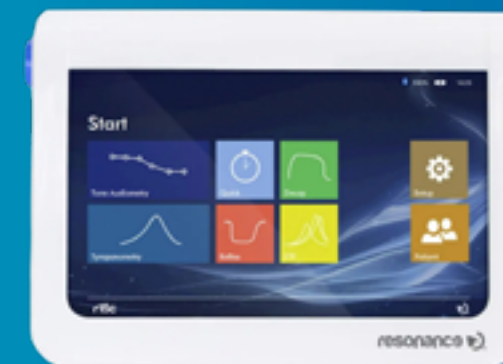 Start
Tone Audiometry
Quick
Decay
Setup
Tympanometry
Reflex
Patient
resonance